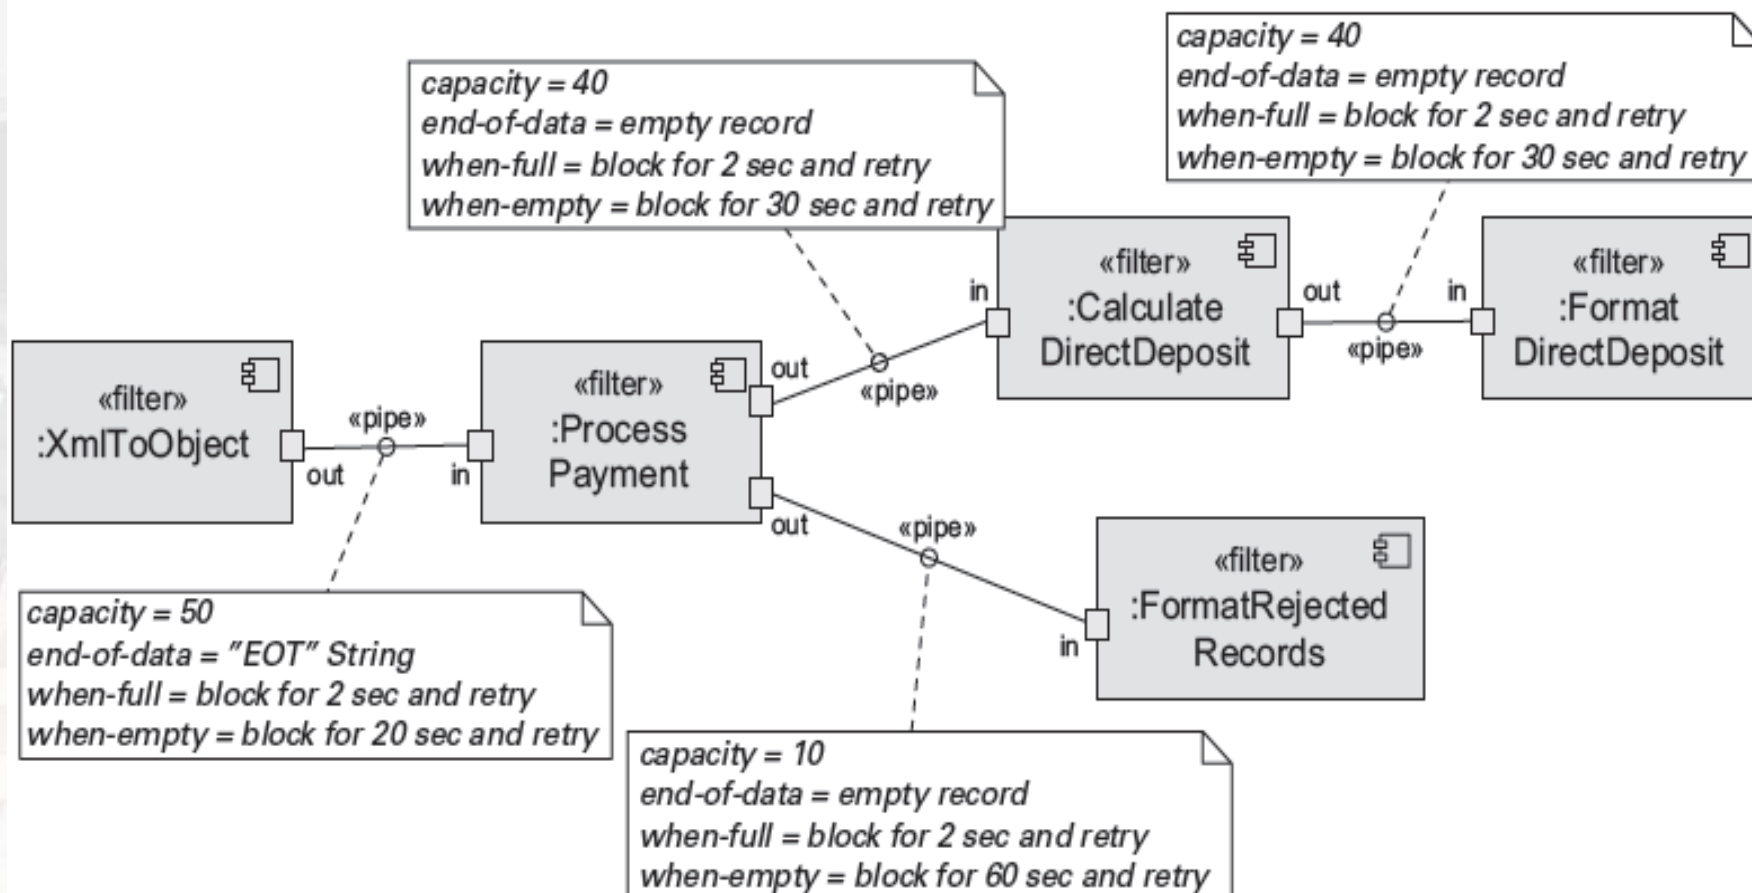 capacity = 40
end-of-data = empty record
when-full = block for 2 sec and retry
when-empty = block for 30 sec and retry
capacity = 40
end-of-data = empty record
when-full = block for 2 sec and retry
when-empty = block for 30 sec and retry
«filter»
:XmlToObject
out
«pipe»
in
«filter»
:Process
Payment
out
«pipe»
in
«filter»
:Calculate
DirectDeposit
out
«pipe»
in
«filter»
:Format
DirectDeposit
out
«pipe»
in
«filter»
:FormatRejected
Records
capacity = 50
end-of-data = "EOT" String
when-full = block for 2 sec and retry
when-empty = block for 20 sec and retry
capacity = 10
end-of-data = empty record
when-full = block for 2 sec and retry
when-empty = block for 60 sec and retry